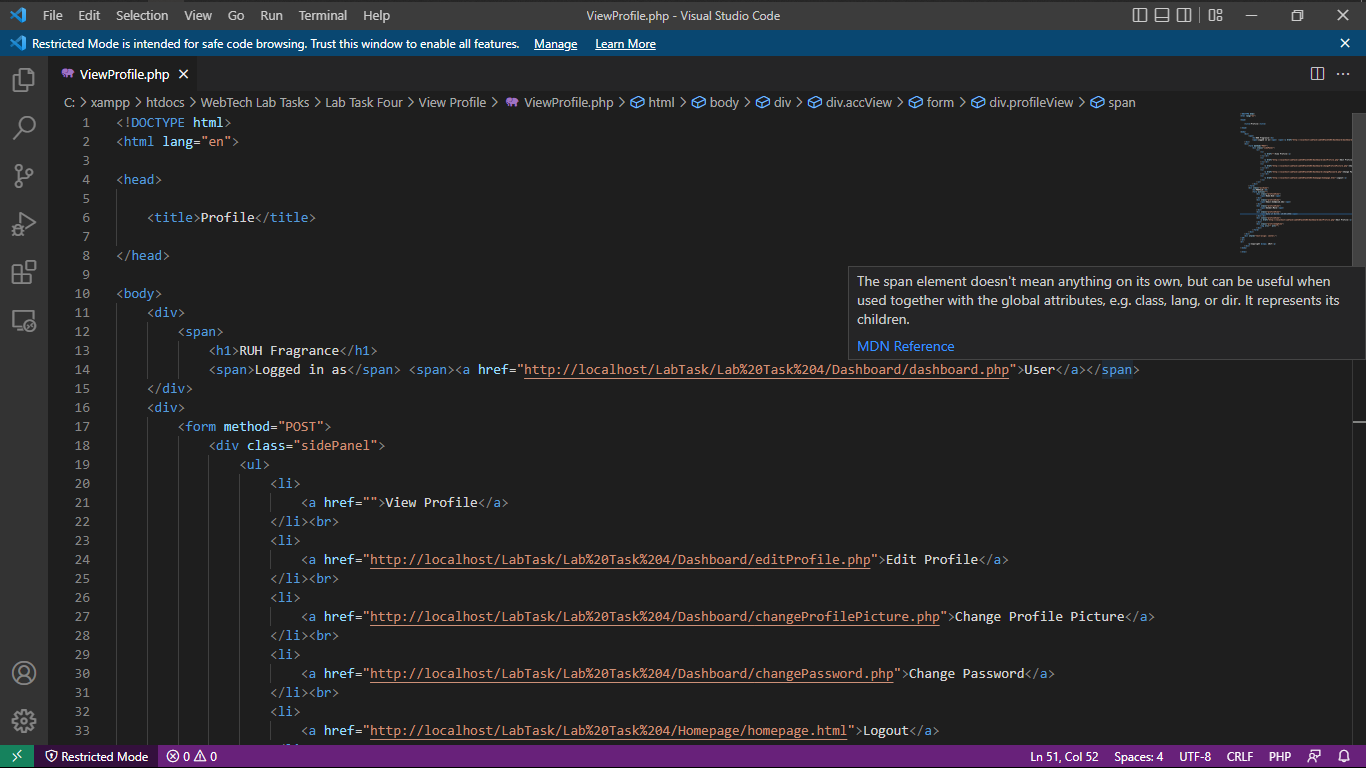 File Edit Selection View Go Run Terminal Help ViewProfile.php - Visual Studio Code
Restricted Mode is intended for safe code browsing. Trust this window to enable all features. Manage Learn More
ViewProfile.php
C: > xampp > htdocs > WebTech Lab Tasks > Lab Task Four > View Profile > ViewProfile.php > html > body > div > div.accView > form > div.profileView > span
1 <!DOCTYPE html>
2 <html lang="en">
3
4 <head>
5
6 <title>Profile</title>
7
8 </head>
9
10 <body>
11 <div>
12 <span>
13 <h1>RUH Fragrance</h1>
14 <span>Logged in as</span> <span><a href="http://localhost/LabTask/Lab%20Task%204/Dashboard/dashboard.php">User</a></span>
15 </div>
16 <div>
17 <form method="POST">
18 <div class="sidePanel">
19 <ul>
20 <li>
21 <a href="">View Profile</a>
22 </li><br>
23 <li>
24 <a href="http://localhost/LabTask/Lab%20Task%204/Dashboard/editProfile.php">Edit Profile</a>
25 </li><br>
26 <li>
27 <a href="http://localhost/LabTask/Lab%20Task%204/Dashboard/changeProfilePicture.php">Change Profile Picture</a>
28 </li><br>
29 <li>
30 <a href="http://localhost/LabTask/Lab%20Task%204/Dashboard/changePassword.php">Change Password</a>
31 </li><br>
32 <li>
33 <a href="http://localhost/LabTask/Lab%20Task%204/Homepage/homepage.html">Logout</a>
The span element doesn't mean anything on its own, but can be useful when
used together with the global attributes, e.g. class, lang, or dir. It represents its
children.
MDN Reference
Restricted Mode 0 0 Ln 51, Col 52 Spaces: 4 UTF-8 CRLF PHP